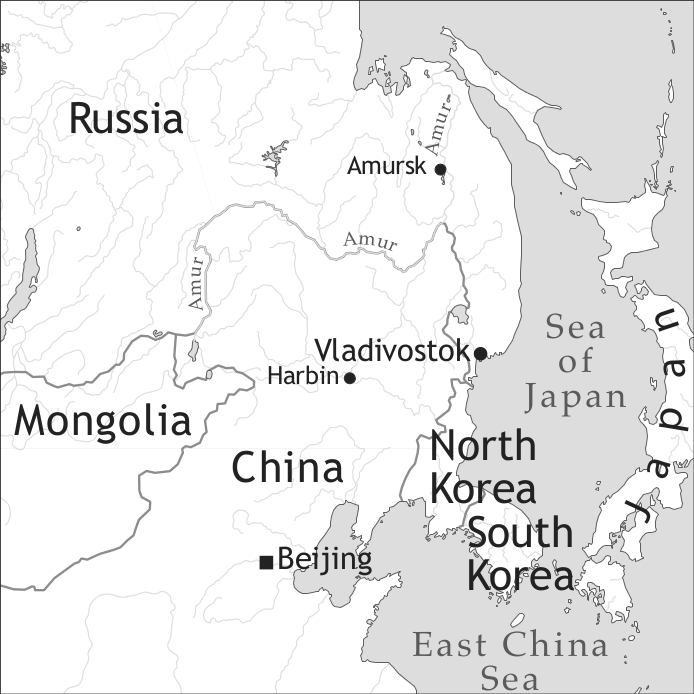 Russia
Amur
Amursk
Amur
Amur
Vladivostok
Harbin
Sea
of
Japan
Japan
Mongolia
China
North
Korea
South
Korea
Beijing
East China
Sea